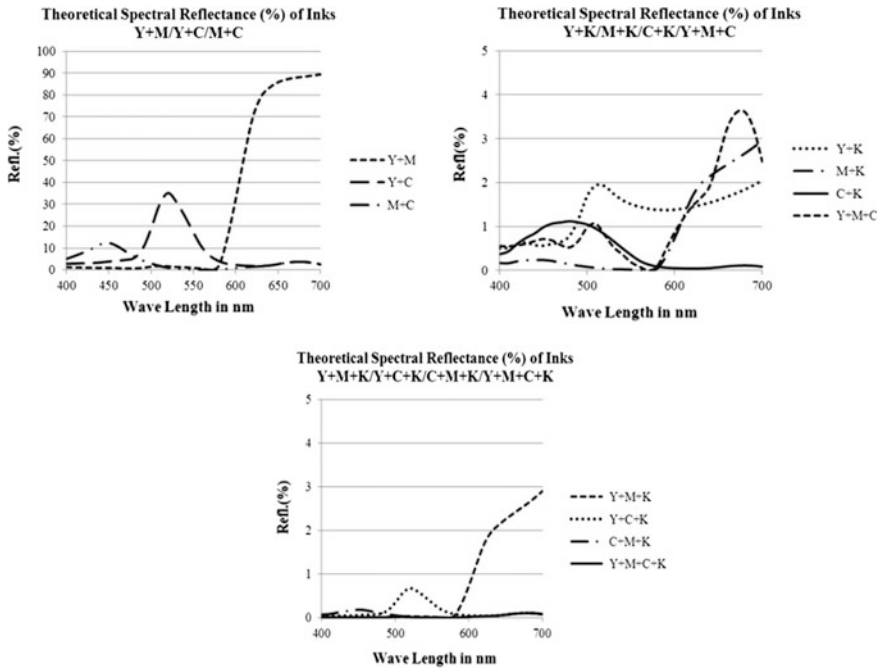 Theoretical Spectral Reflectance (%) of Inks
Y+M/Y+C/M+C
100
90
80
70
60
50
40
30
20
10
0
Refl.(%)
400 450 500 550 600 650 700
Wave Length in nm
Y+M
Y+C
M+C
Theoretical Spectral Reflectance (%) of Inks
Y+K/M+K/C+K/Y+M+C
5
4
3
2
1
0
Refl(%)
400 500 600 700
Wave Length in nm
Y+K
M+K
C+K
Y+M+C
Theoretical Spectral Reflectance (%) of Inks
Y+M+K/Y+C+K/C+M+K/Y+M+C+K
5
4
3
2
1
0
Refl.(%)
400 500 600 700
Wave Length in nm
Y+M+K
Y+C+K
C+M+K
Y+M+C+K